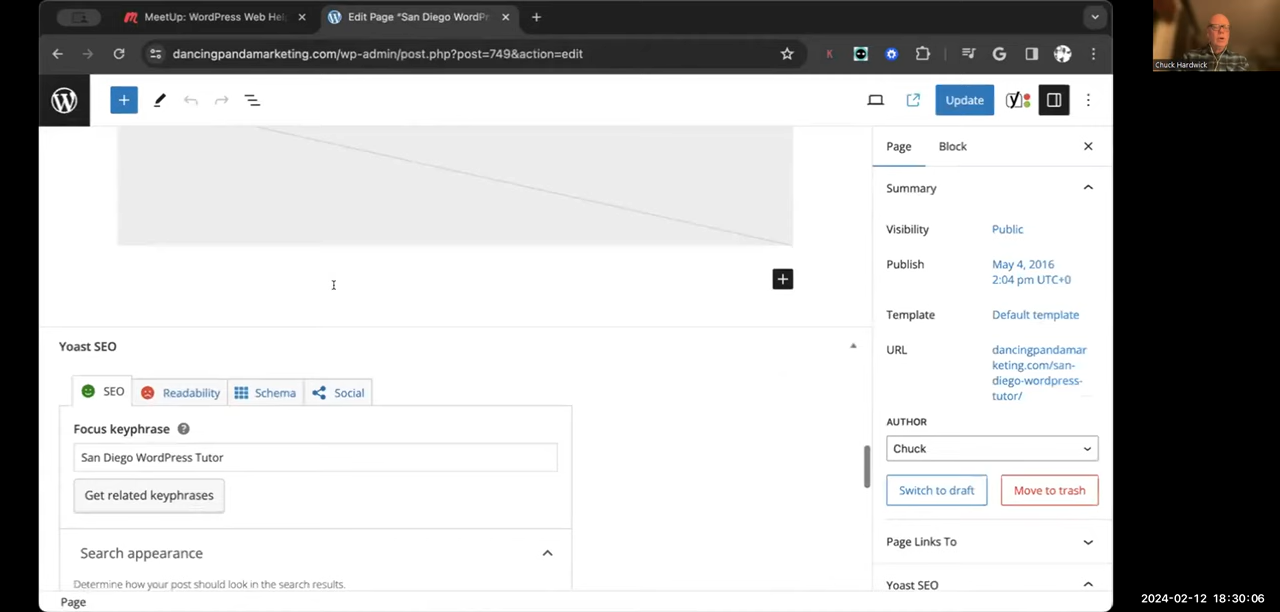 MeetUp: WordPress Web Hel
Edit Page "San Diego WordPr
Chuck Hardwick
dancingpandamarketing.com/wp-admin/post.php?post=749&action=edit
Update
Page
Block
Summary
Visibility
Public
Publish
May 4, 2016
2:04 pm UTC+0
Template
Default template
URL
dancingpandamar
keting.com/san-
diego-wordpress-
tutor/
AUTHOR
Chuck
Switch to draft
Move to trash
Page Links To
Yoast SEO
Yoast SEO
SEO
Readability
Schema
Social
Focus keyphrase
San Diego WordPress Tutor
Get related keyphrases
Search appearance
Determine how your post should look in the search results.
Page
2024-02-12 18:30:06